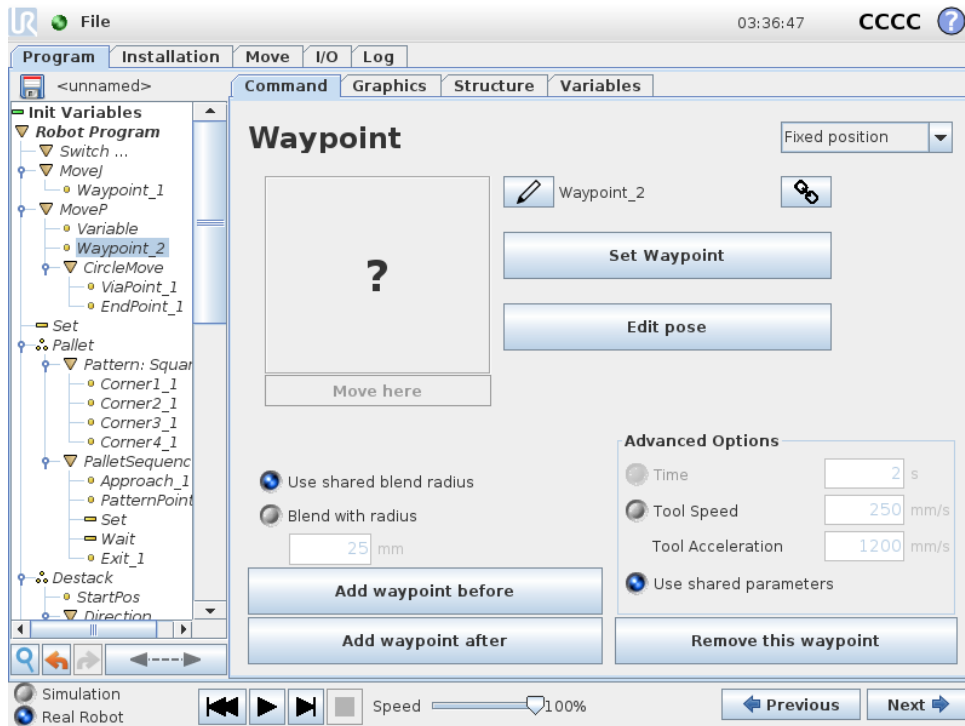 UR File 03:36:47 CCCC ?
Program Installation Move I/O Log
<unnamed> Command Graphics Structure Variables
Init Variables
Robot Program
Switch ...
MoveJ
Waypoint_1
MoveP
Variable
Waypoint_2
CircleMove
ViaPoint_1
EndPoint_1
Set
Pallet
Pattern: Squar
Corner1_1
Corner2_1
Corner3_1
Corner4_1
PalletSequenc
Approach_1
PatternPoint
Set
Wait
Exit_1
Destack
StartPos
Direction
Waypoint
Fixed position
Waypoint_2
?
Set Waypoint
Edit pose
Move here
Use shared blend radius
Blend with radius
25 mm
Advanced Options
Time 2 s
Tool Speed 250 mm/s
Tool Acceleration 1200 mm/s
Use shared parameters
Add waypoint before
Add waypoint after
Remove this waypoint
Simulation
Real Robot
Speed 100%
Previous Next